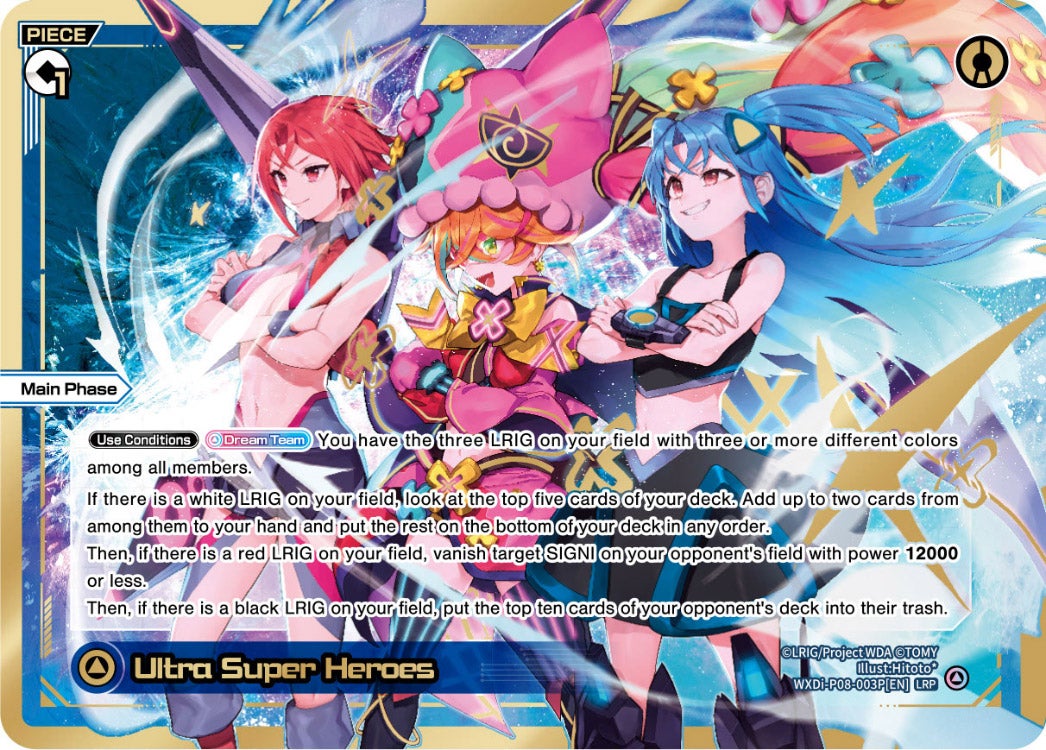 PIECE
1
Main Phase
Use Conditions Dream Team You have the three LRIG on your field with three or more different colors
among all members.
If there is a white LRIG on your field, look at the top five cards of your deck. Add up to two cards from
among them to your hand and put the rest on the bottom of your deck in any order.
Then, if there is a red LRIG on your field, vanish target SIGNI on your opponent's field with power 12000
or less.
Then, if there is a black LRIG on your field, put the top ten cards of your opponent's deck into their trash.
Ultra Super Heroes
©LRIG/Project WDA ©TOMY
Illust:Hitoto*
WXDi-P08-003P[EN] LRP